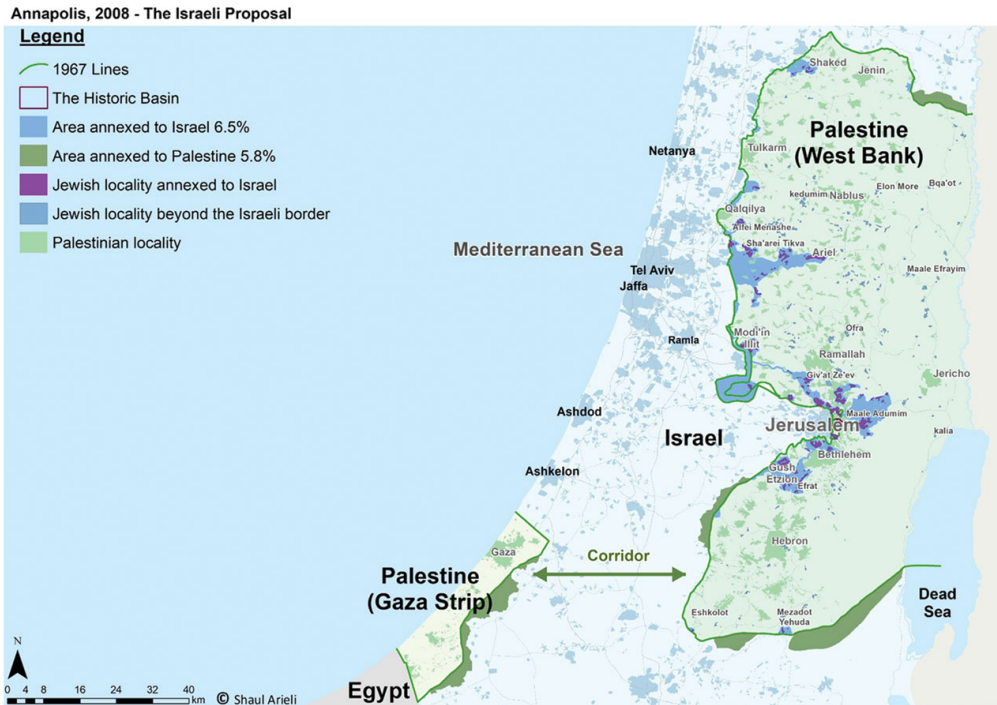 Annapolis, 2008 - The Israeli Proposal
Legend
1967 Lines
The Historic Basin
Area annexed to Israel 6.5%
Area annexed to Palestine 5.8%
Jewish locality annexed to Israel
Jewish locality beyond the Israeli border
Palestinian locality
Shaked
Jenin
Palestine
(West Bank)
Netanya
Tulkarm
Elon More
Bqa'ot
kedumim
Nablus
Qalqilya
Alfei Menashe
Sha'arei Tikva
Ariel
Mediterranean Sea
Tel Aviv
Jaffa
Maale Efrayim
Modi'in
Illit
Ofra
Ramla
Ramallah
Giv'at Ze'ev
Jericho
Ashdod
Maale Adumim
Jerusalem
kalia
Israel
Bethlehem
Ashkelon
Gush
Etzion
Efrat
Hebron
Gaza
Corridor
Palestine
(Gaza Strip)
Dead
Sea
Eshkolot
Mezadot
Yehuda
N
0 4 8 16 24 32 40
km
© Shaul Arieli
Egypt